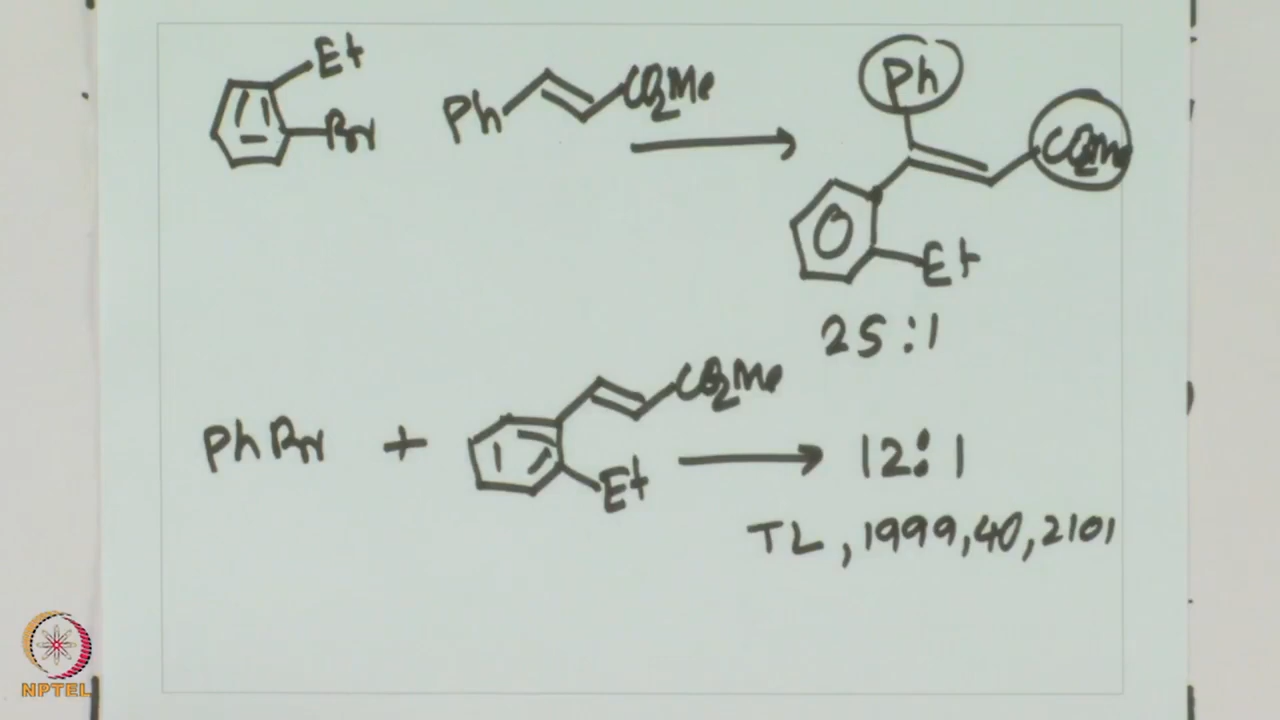 Et
Br
Ph CO2Me
Ph
CO2Me
Et
25:1
PhBr + CO2Me
Et
12:1
TL, 1999, 40, 2101
NPTEL